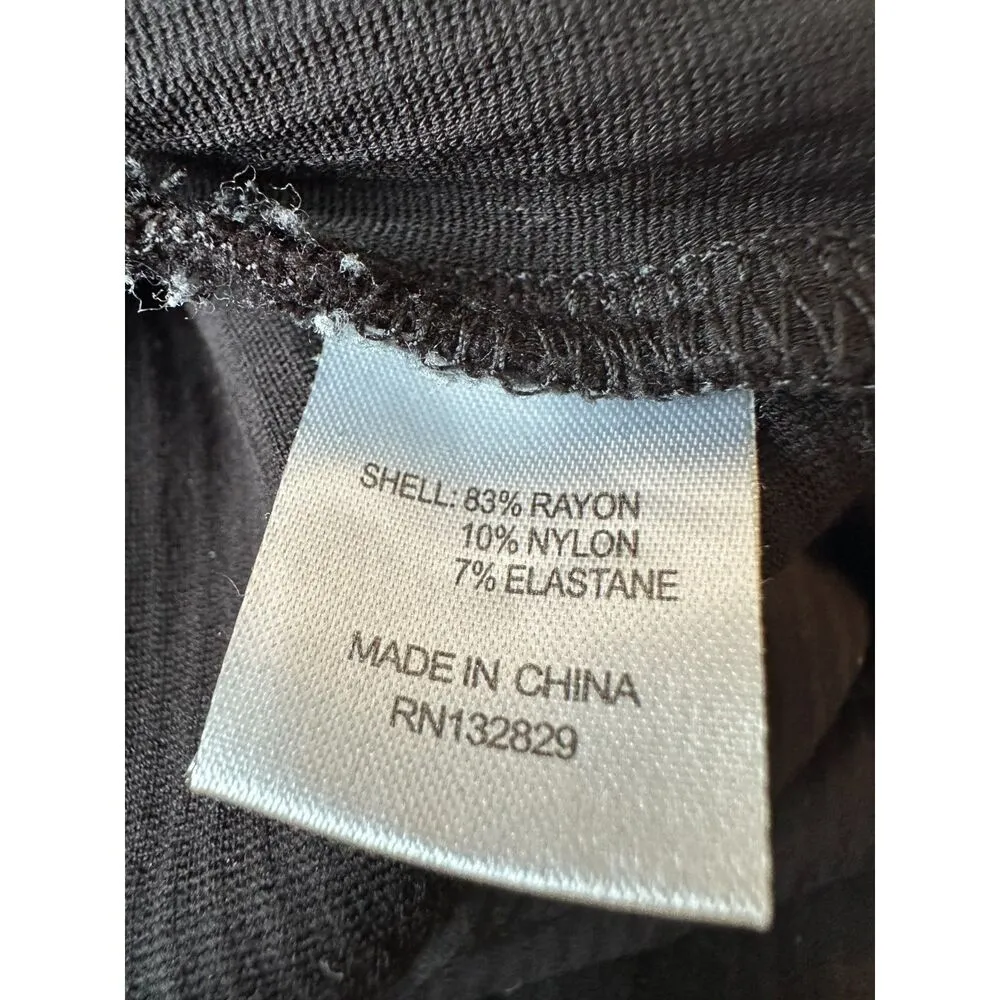 SHELL: 83% RAYON
10% NYLON
7% ELASTANE
MADE IN CHINA
RN132829